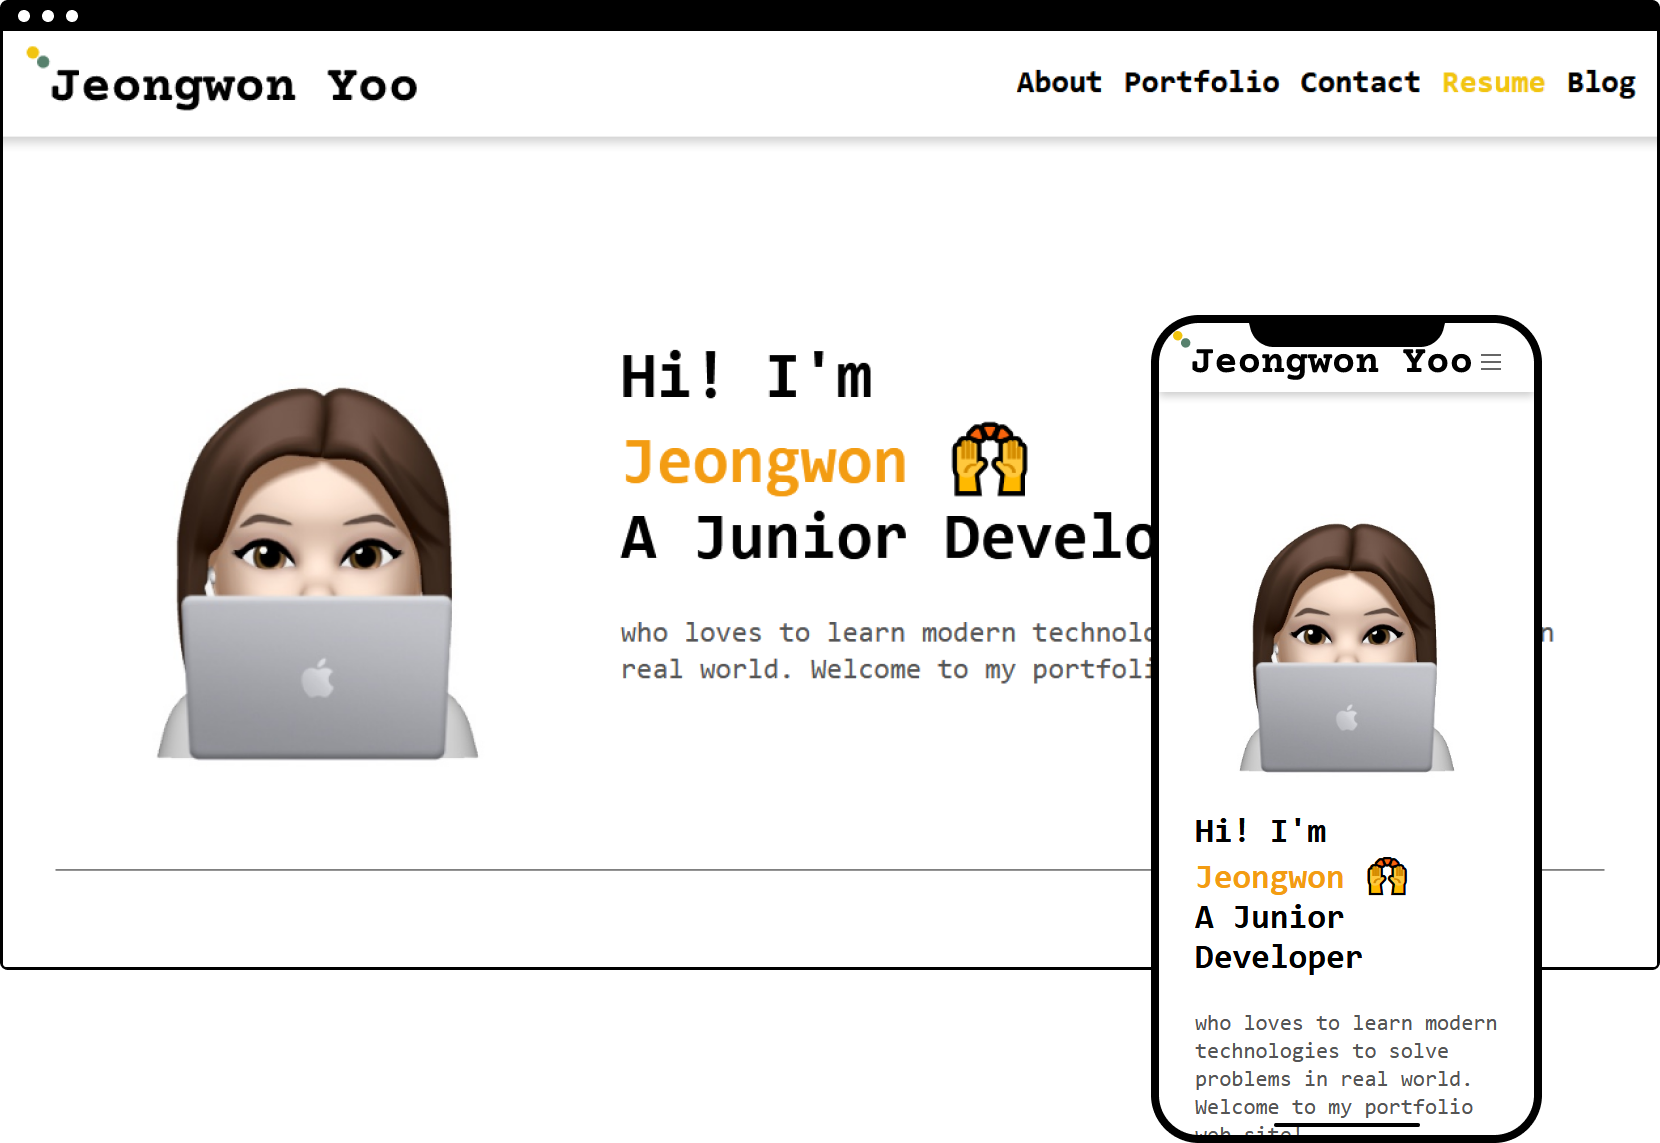 Jeongwon Yoo
About Portfolio Contact Resume Blog
Hi! I'm
Jeongwon
A Junior Develo
who loves to learn modern technolo
real world. Welcome to my portfoli
Jeongwon Yoo
Hi! I'm
Jeongwon
A Junior
Developer
who loves to learn modern
technologies to solve
problems in real world.
Welcome to my portfolio
web site!